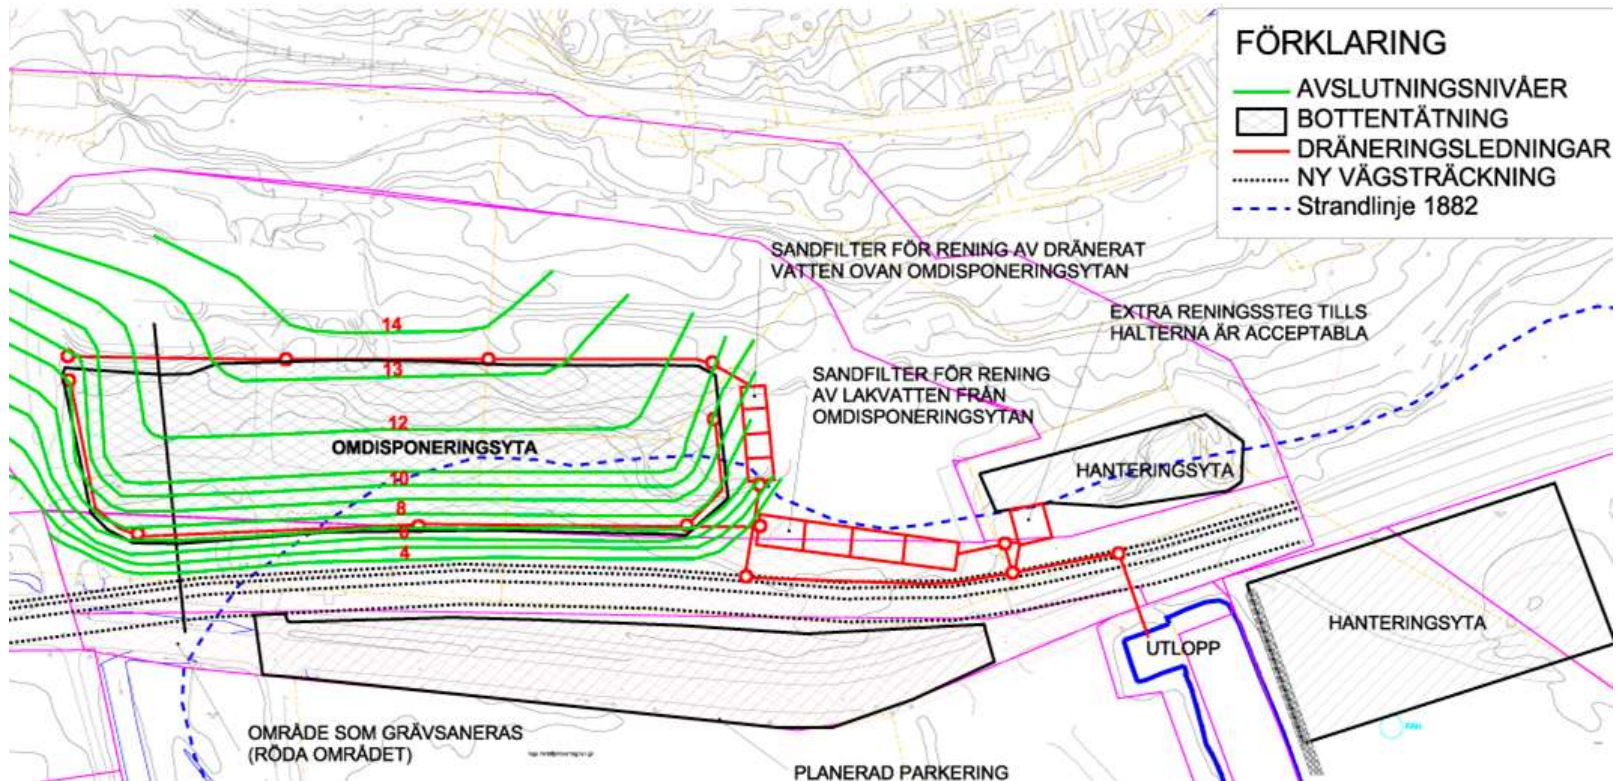 FÖRKLARING
AVSLUTNINGSNIVÅER
BOTTENTÄTNING
DRÄNERINGSLEDNINGAR
NY VÄGSTRÄCKNING
Strandlinje 1882
SANDFILTER FÖR RENING AV DRÄNERAT
VATTEN OVAN OMDISPONERINGSYTAN
EXTRA RENINGSSTEG TILLS
HALTERNA ÄR ACCEPTABLA
14
13
SANDFILTER FÖR RENING
AV LAKVATTEN FRÅN
OMDISPONERINGSYTAN
12
OMDISPONERINGSYTA
10
HANTERINGSYTA
8
6
4
HANTERINGSYTA
UTLOPP
OMRÅDE SOM GRÄVSANERAS
(RÖDA OMRÅDET)
PLANERAD PARKERING